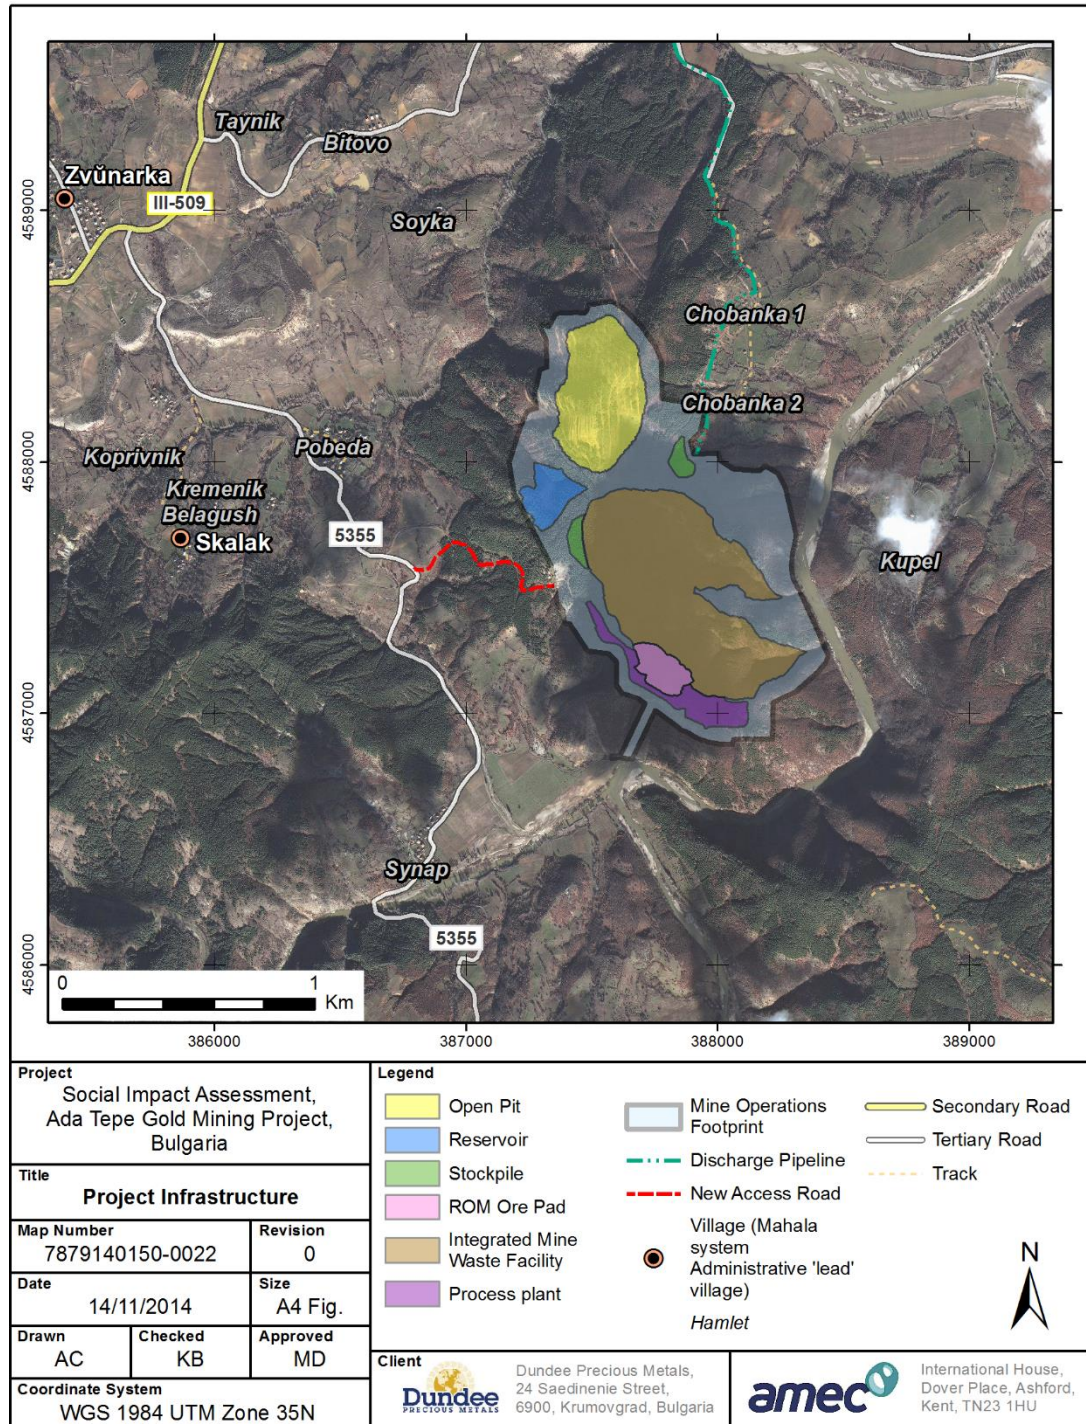 Taynik
Bitovo
Zvŭnarka
III-509
Soyka
Chobanka 1
Chobanka 2
Koprivnik
Pobeda
Kremenik
Belagush
Skalak
5355
Kupel
Synap
5355
4589000
4588000
4587000
4586000
0 1
Km
386000 387000 388000 389000
Project
Social Impact Assessment,
Ada Tepe Gold Mining Project,
Bulgaria
Title
Project Infrastructure
Map Number
7879140150-0022
Revision
0
Date
14/11/2014
Size
A4 Fig.
Drawn
AC
Checked
KB
Approved
MD
Coordinate System
WGS 1984 UTM Zone 35N
Legend
Open Pit
Reservoir
Stockpile
ROM Ore Pad
Integrated Mine
Waste Facility
Process plant
Mine Operations
Footprint
Discharge Pipeline
New Access Road
Village (Mahala
system
Administrative 'lead'
village)
Hamlet
Secondary Road
Tertiary Road
Track
N
Client
Dundee
PRECIOUS METALS
Dundee Precious Metals,
24 Saedinenie Street,
6900, Krumovgrad, Bulgaria
amec
International House,
Dover Place, Ashford,
Kent, TN23 1HU